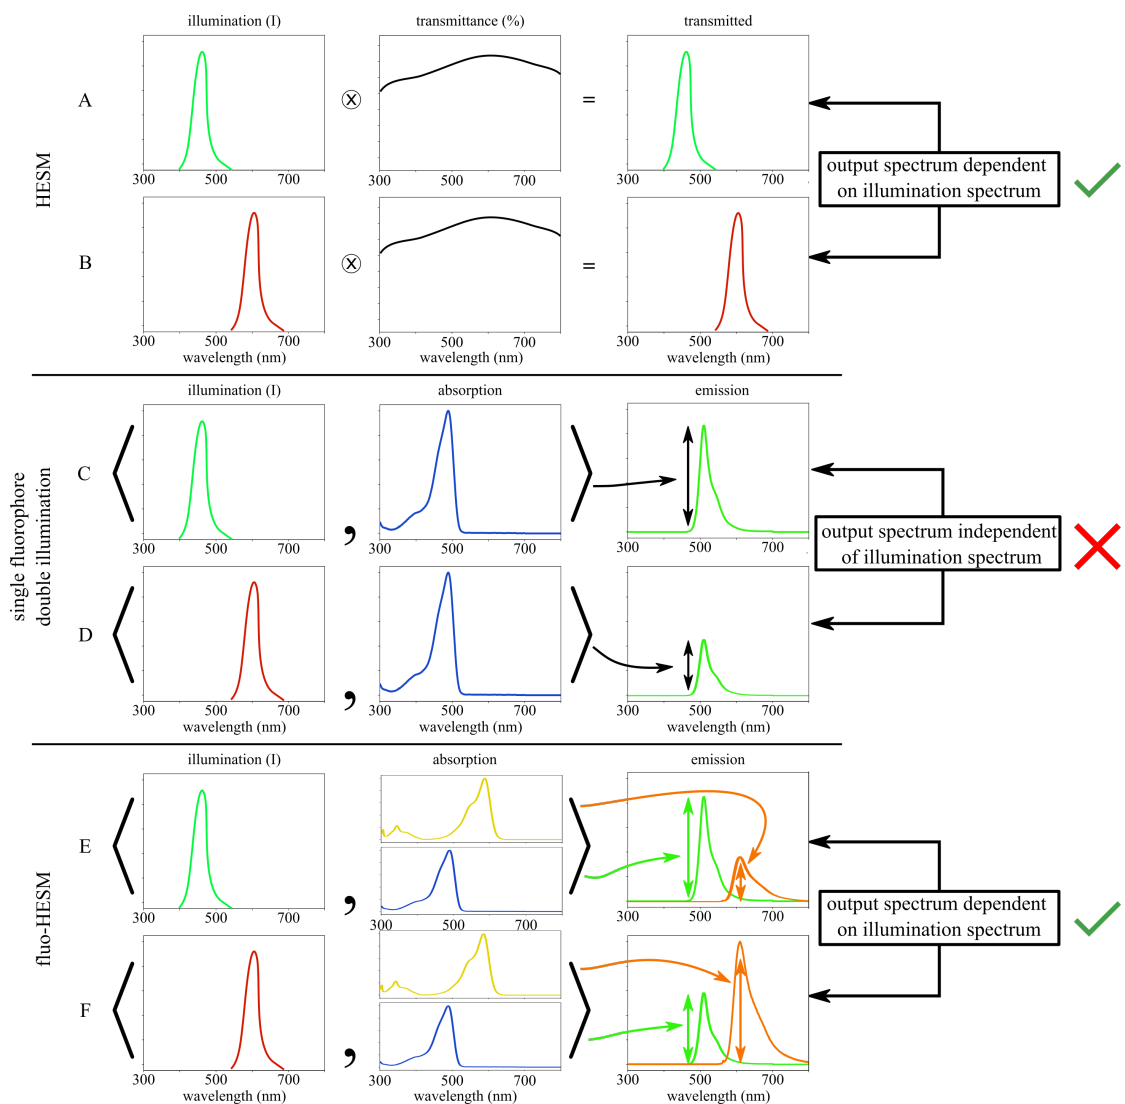 illumination (I) transmittance (%) transmitted
HESM
A
=
300 500 700
300 500 700
output spectrum dependent
on illumination spectrum
B
=
300 500 700 300 500 700 300 500 700
wavelength (nm) wavelength (nm) wavelength (nm)
illumination (I) absorption emission
single fluorophore
double illumination
C
,
300 500 700 300 500 700 300 500 700
output spectrum independent
of illumination spectrum
D
,
300 500 700 300 500 700 300 500 700
wavelength (nm) wavelength (nm) wavelength (nm)
illumination (I) absorption emission
fluo-HESM
E
,
300 500 700 300 500 700 300 500 700
output spectrum dependent
on illumination spectrum
F
,
300 500 700 300 500 700 300 500 700
wavelength (nm) wavelength (nm) wavelength (nm)